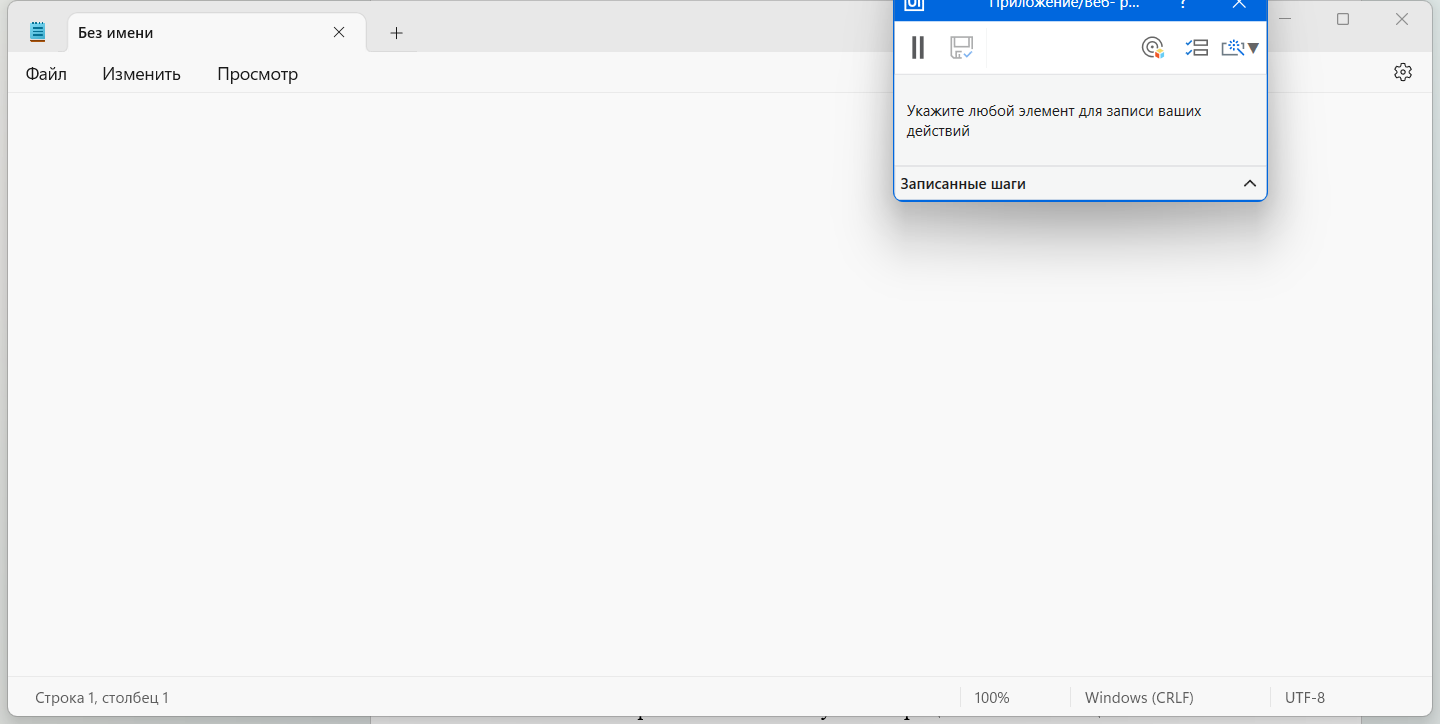 Без имени
Приложение/веб- р...
?
Файл
Изменить
Просмотр
Укажите любой элемент для записи ваших
действий
Записанные шаги
Строка 1, столбец 1
100%
Windows (CRLF)
UTF-8